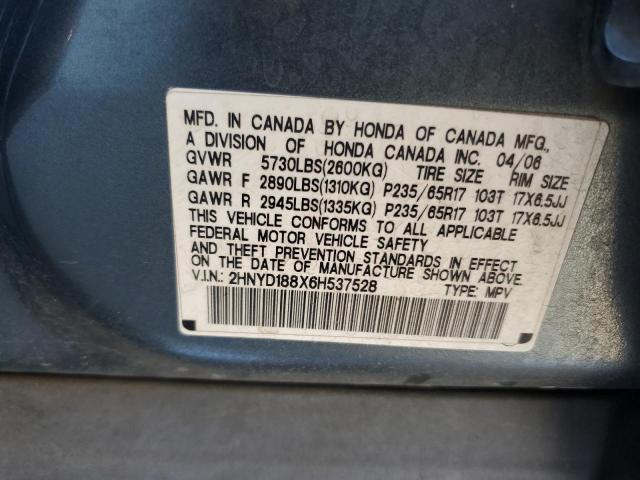 MFD. IN CANADA BY HONDA OF CANADA MFG.,
A DIVISION OF HONDA CANADA INC. 04/06
GVWR 5730LBS(2600KG) TIRE SIZE RIM SIZE
GAWR F 2890LBS(1310KG) P235/65R17 103T 17X6.5JJ
GAWR R 2945LBS(1335KG) P235/65R17 103T 17X6.5JJ
THIS VEHICLE CONFORMS TO ALL APPLICABLE
FEDERAL MOTOR VEHICLE SAFETY
AND THEFT PREVENTION STANDARDS IN EFFECT
ON THE DATE OF MANUFACTURE SHOWN ABOVE.
V.I.N.: 2HNYD188X6H537528 TYPE: MPV